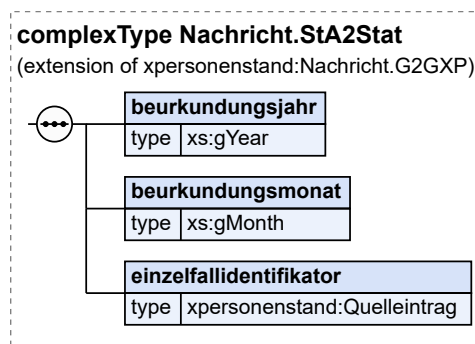 complexType Nachricht.StA2Stat
(extension of xpersonenstand:Nachricht.G2GXP)
beurkundungsjahr
type xs:gYear
beurkundungsmonat
type xs:gMonth
einzelfallidentifikator
type xpersonenstand:Quelleintrag